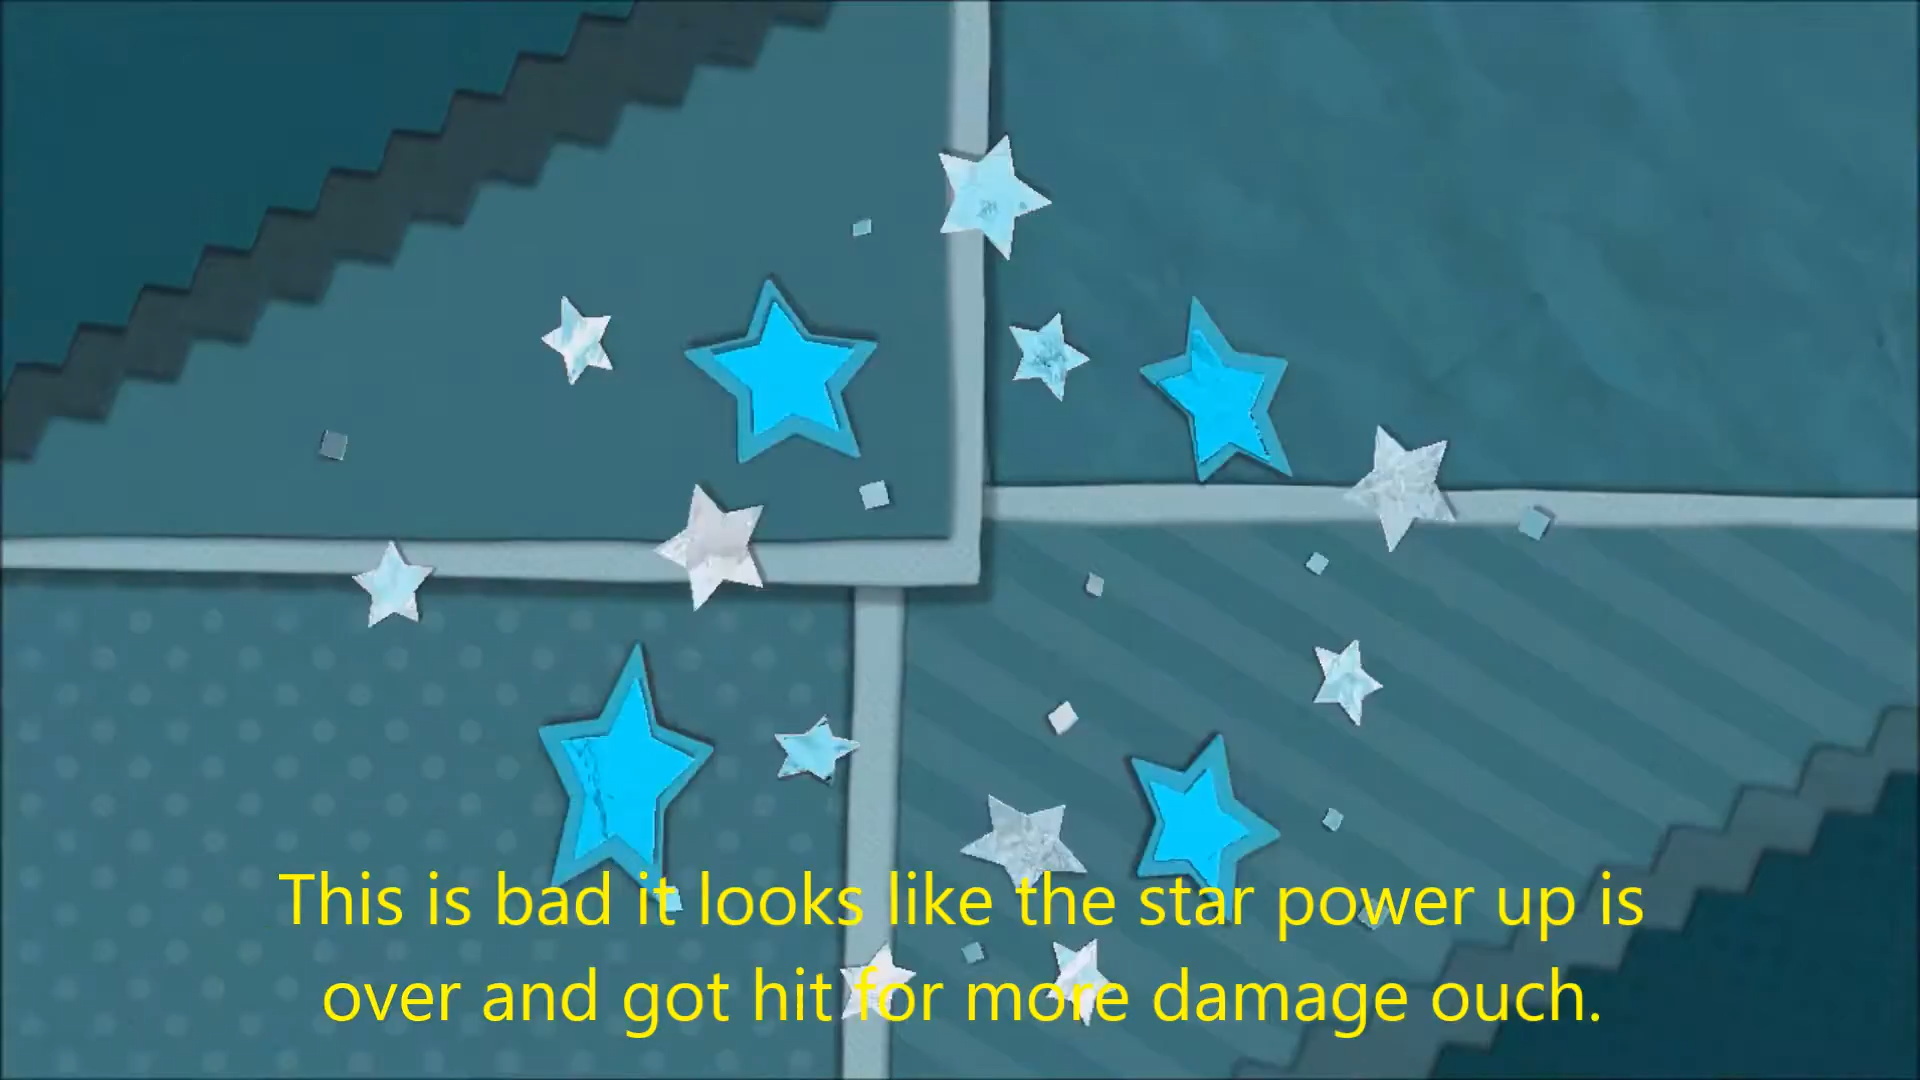 This is bad it looks like the star power up is
over and got hit for more damage ouch.